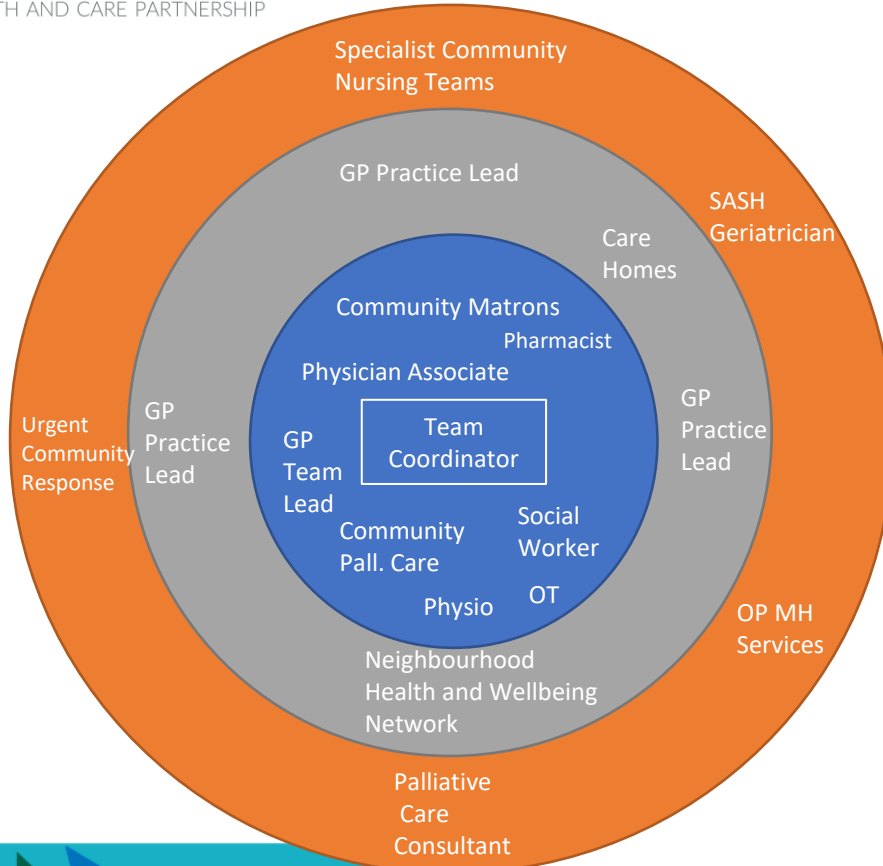 TH AND CARE PARTNERSHIP
Specialist Community
Nursing Teams
GP Practice Lead
SASH
Geriatrician
Care
Homes
Community Matrons
Pharmacist
Physician Associate
Urgent
Community
Response
GP
Practice
Lead
GP
Team
Lead
Team
Coordinator
GP
Practice
Lead
Community
Pall. Care
Social
Worker
Physio
OT
OP MH
Services
Neighbourhood
Health and Wellbeing
Network
Palliative
Care
Consultant